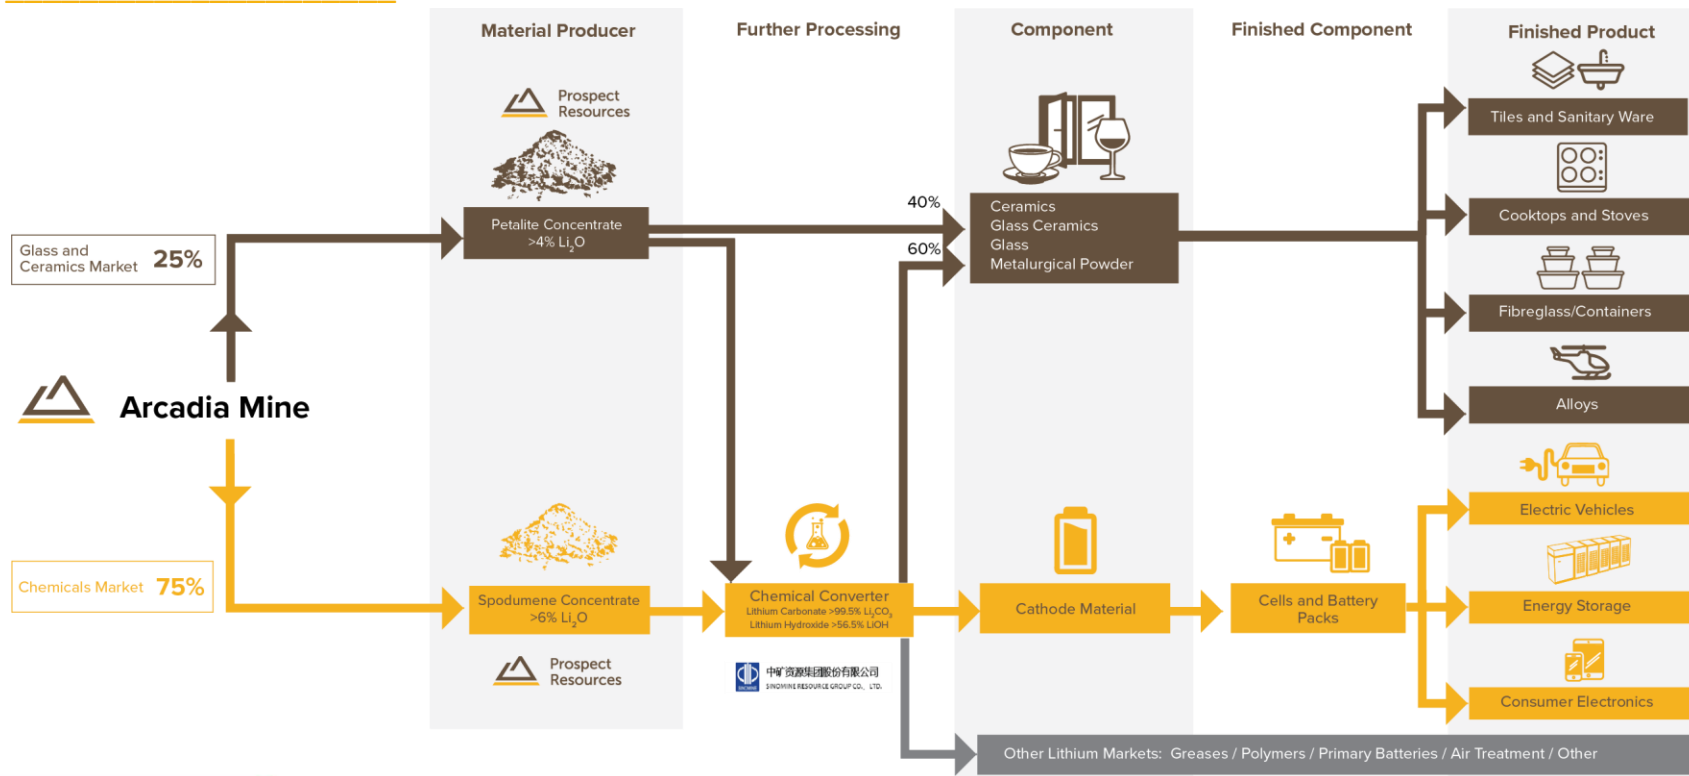 Material Producer
Further Processing
Component
Finished Component
Finished Product
Prospect
Resources
Tiles and Sanitary Ware
Petalite Concentrate
>4% Li₂O
40%
60%
Ceramics
Glass Ceramics
Glass
Metalurgical Powder
Cooktops and Stoves
Glass and
Ceramics Market 25%
Fibreglass/Containers
Arcadia Mine
Alloys
Electric Vehicles
Chemicals Market 75%
Spodumene Concentrate
>6% Li₂O
Chemical Converter
Lithium Carbonate >99.5% Li₂CO₃
Lithium Hydroxide >56.5% LiOH
Cathode Material
Cells and Battery
Packs
Energy Storage
Prospect
Resources
中矿资源集团股份有限公司
SINOMINE RESOURCE GROUP CO., LTD.
SINOMINE
Consumer Electronics
Other Lithium Markets: Greases / Polymers / Primary Batteries / Air Treatment / Other